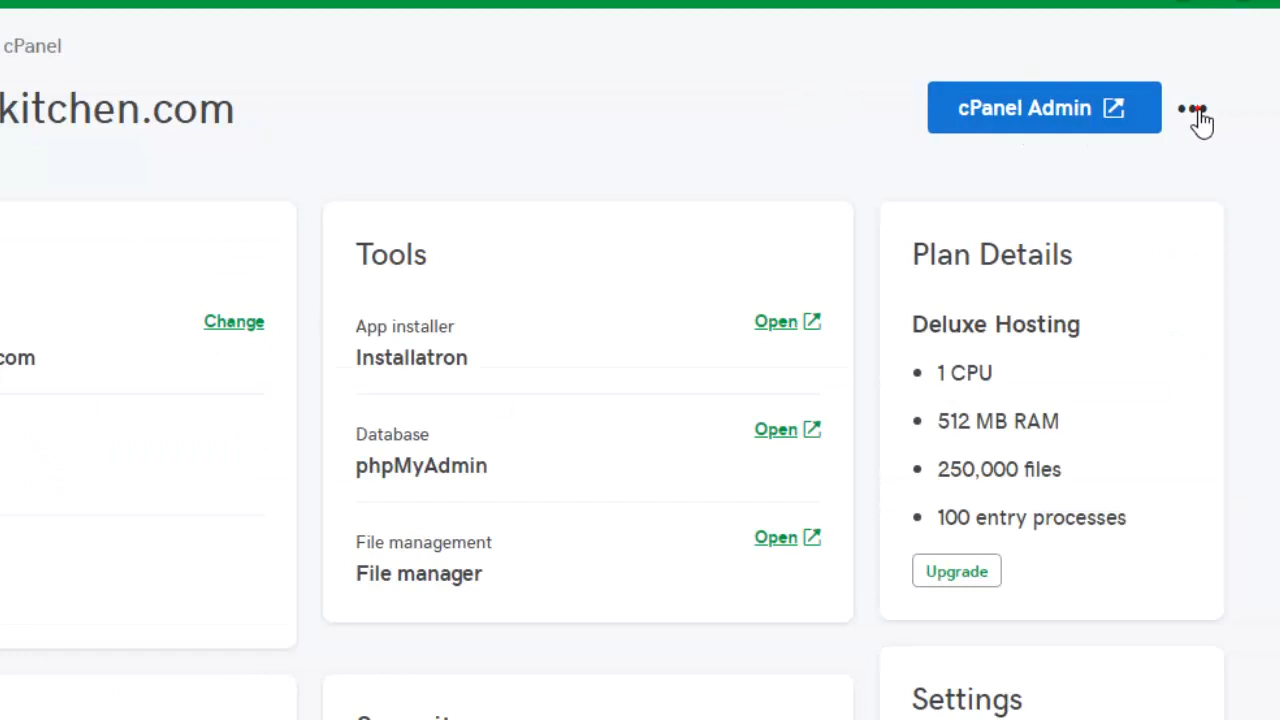 cPanel
kitchen.com
cPanel Admin
Change
com
Tools
App installer
Installatron
Open
Database
phpMyAdmin
Open
File management
File manager
Open
Plan Details
Deluxe Hosting
• 1 CPU
• 512 MB RAM
• 250,000 files
• 100 entry processes
Upgrade
Settings